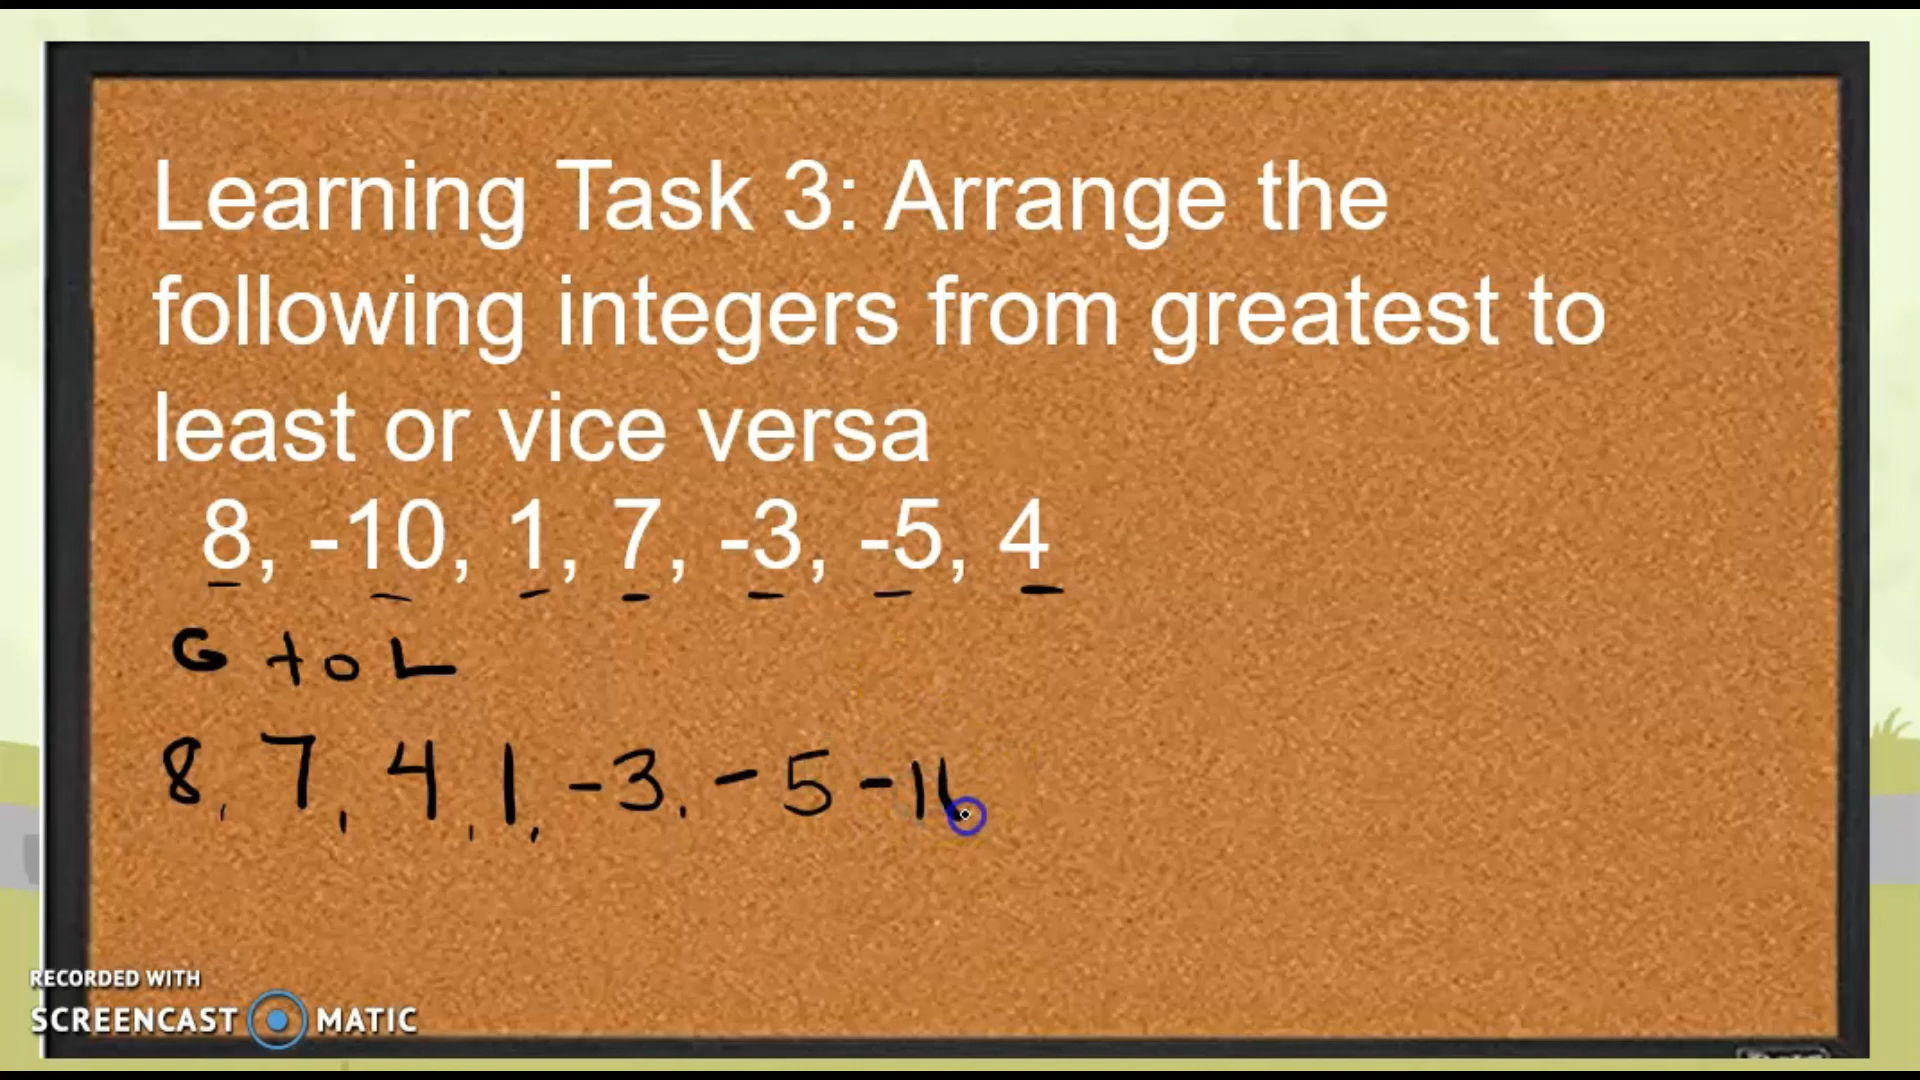 Learning Task 3: Arrange the
following integers from greatest to
least or vice versa
8, -10, 1, 7, -3, -5, 4
G to L
8, 7, 4, 1, -3, -5
RECORDED WITH
SCREENCAST MATIC